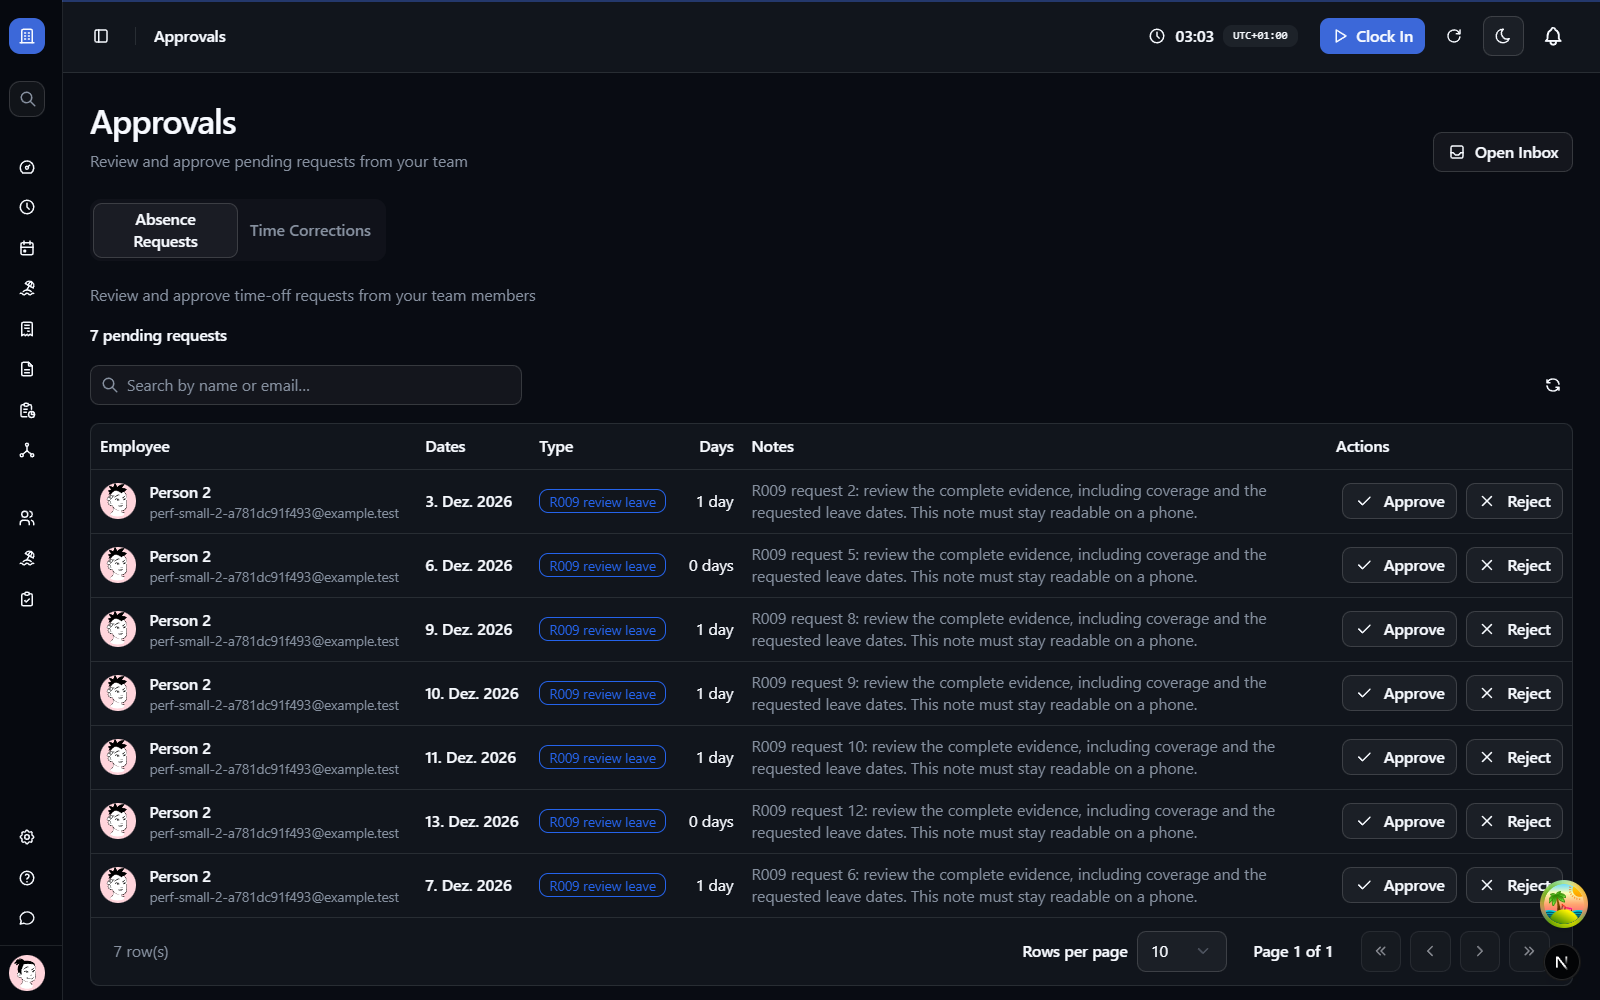 Approvals
03:03 UTC+01:00 Clock In
Approvals
Review and approve pending requests from your team
Open Inbox
Absence
Requests
Time Corrections
Review and approve time-off requests from your team members
7 pending requests
Search by name or email...
Employee Dates Type Days Notes Actions
Person 2
perf-small-2-a781dc91f493@example.test
3. Dez. 2026
R009 review leave
1 day
R009 request 2: review the complete evidence, including coverage and the
requested leave dates. This note must stay readable on a phone.
Approve Reject
Person 2
perf-small-2-a781dc91f493@example.test
6. Dez. 2026
R009 review leave
0 days
R009 request 5: review the complete evidence, including coverage and the
requested leave dates. This note must stay readable on a phone.
Approve Reject
Person 2
perf-small-2-a781dc91f493@example.test
9. Dez. 2026
R009 review leave
1 day
R009 request 8: review the complete evidence, including coverage and the
requested leave dates. This note must stay readable on a phone.
Approve Reject
Person 2
perf-small-2-a781dc91f493@example.test
10. Dez. 2026
R009 review leave
1 day
R009 request 9: review the complete evidence, including coverage and the
requested leave dates. This note must stay readable on a phone.
Approve Reject
Person 2
perf-small-2-a781dc91f493@example.test
11. Dez. 2026
R009 review leave
1 day
R009 request 10: review the complete evidence, including coverage and the
requested leave dates. This note must stay readable on a phone.
Approve Reject
Person 2
perf-small-2-a781dc91f493@example.test
13. Dez. 2026
R009 review leave
0 days
R009 request 12: review the complete evidence, including coverage and the
requested leave dates. This note must stay readable on a phone.
Approve Reject
Person 2
perf-small-2-a781dc91f493@example.test
7. Dez. 2026
R009 review leave
1 day
R009 request 6: review the complete evidence, including coverage and the
requested leave dates. This note must stay readable on a phone.
Approve Reject
7 row(s)
Rows per page 10 Page 1 of 1
N